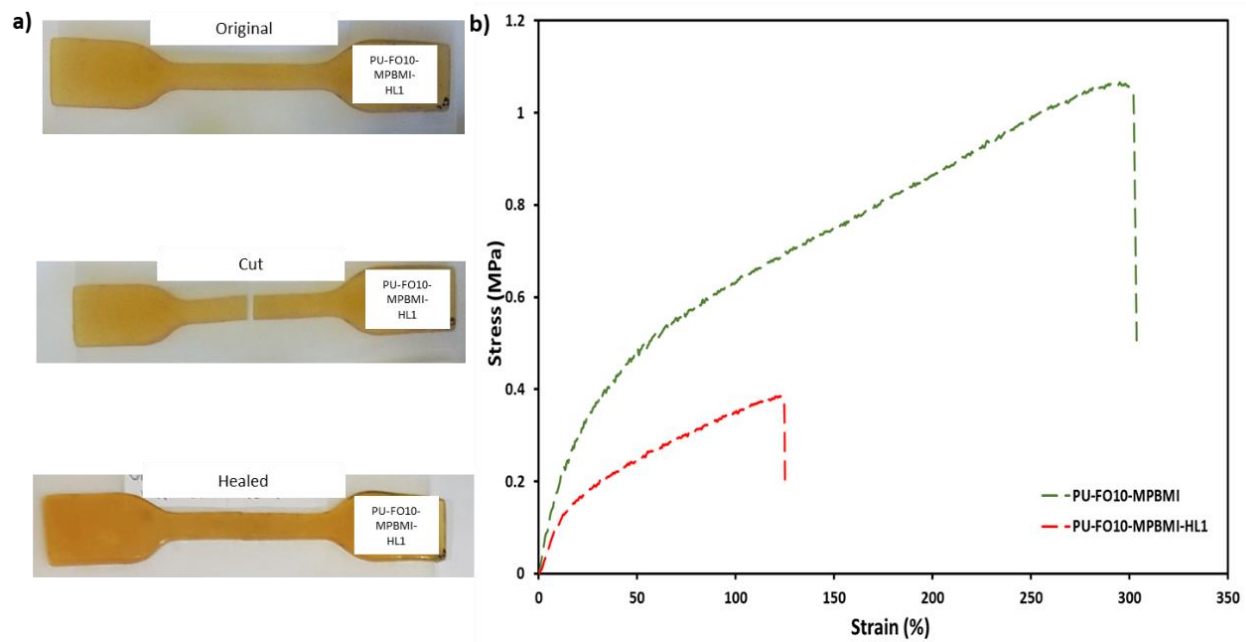 a)
Original
PU-FO10-
MPBMI-
HL1
Cut
PU-FO10-
MPBMI-
HL1
Healed
PU-FO10-
MPBMI-
HL1
b)
Stress (MPa)
1.2
1
0.8
0.6
0.4
0.2
0
0 50 100 150 200 250 300 350
Strain (%)
PU-FO10-MPBMI
PU-FO10-MPBMI-HL1